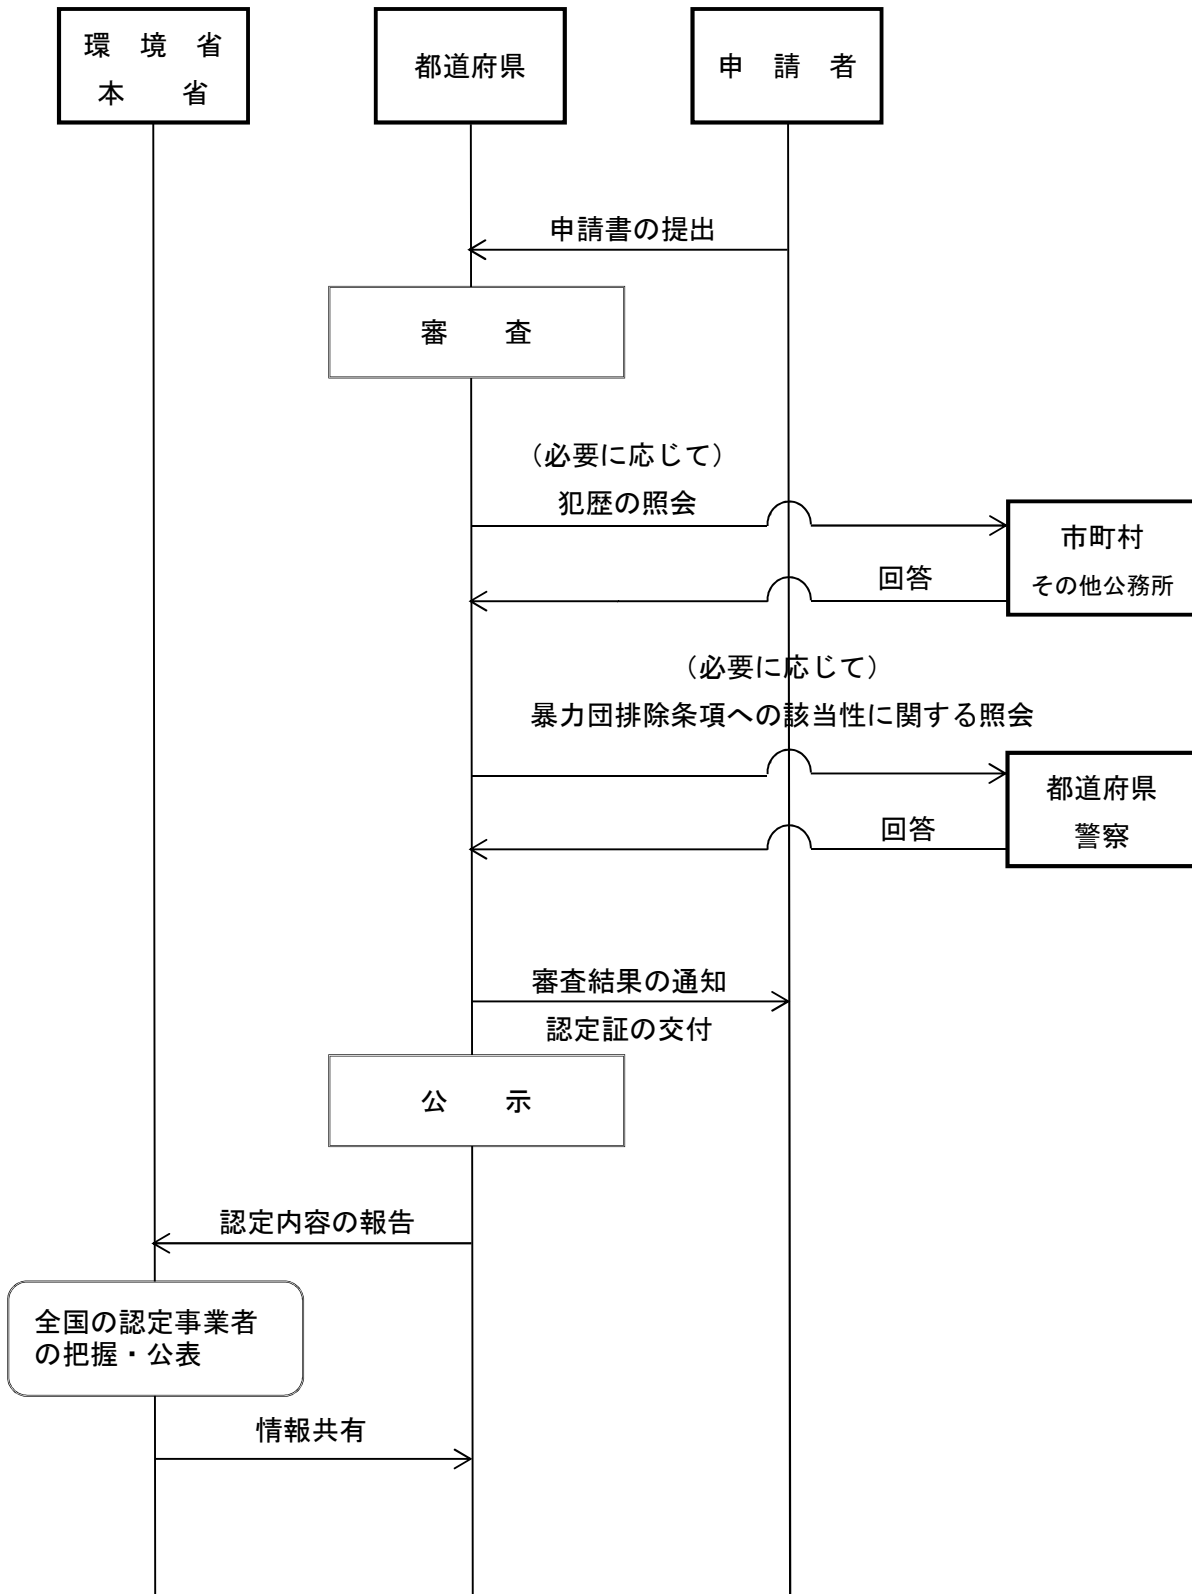 環　境　省
本　　省
都道府県
申　請　者
申請書の提出
審　　査
（必要に応じて）
犯歴の照会
市町村
その他公務所
回答
（必要に応じて）
暴力団排除条項への該当性に関する照会
都道府県
警察
回答
審査結果の通知
認定証の交付
公　　示
認定内容の報告
全国の認定事業者
の把握・公表
情報共有